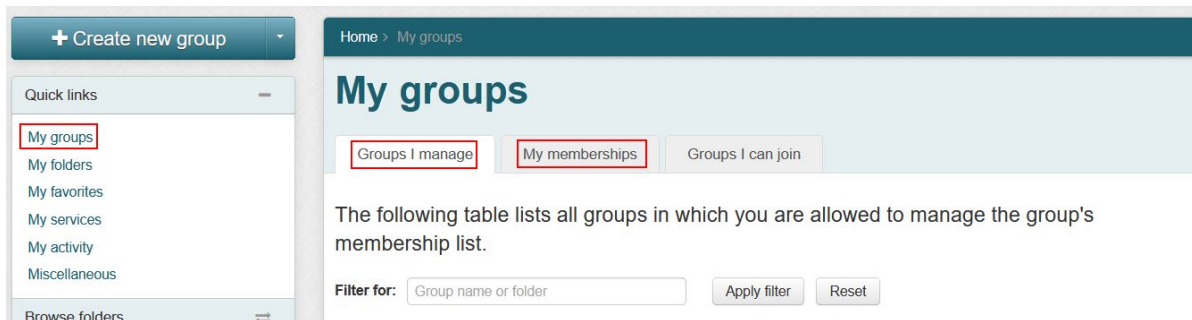 + Create new group
Quick links
My groups
My folders
My favorites
My services
My activity
Miscellaneous
Browse folders
Home > My groups
My groups
Groups I manage
My memberships
Groups I can join
The following table lists all groups in which you are allowed to manage the group's
membership list.
Filter for: Group name or folder Apply filter Reset